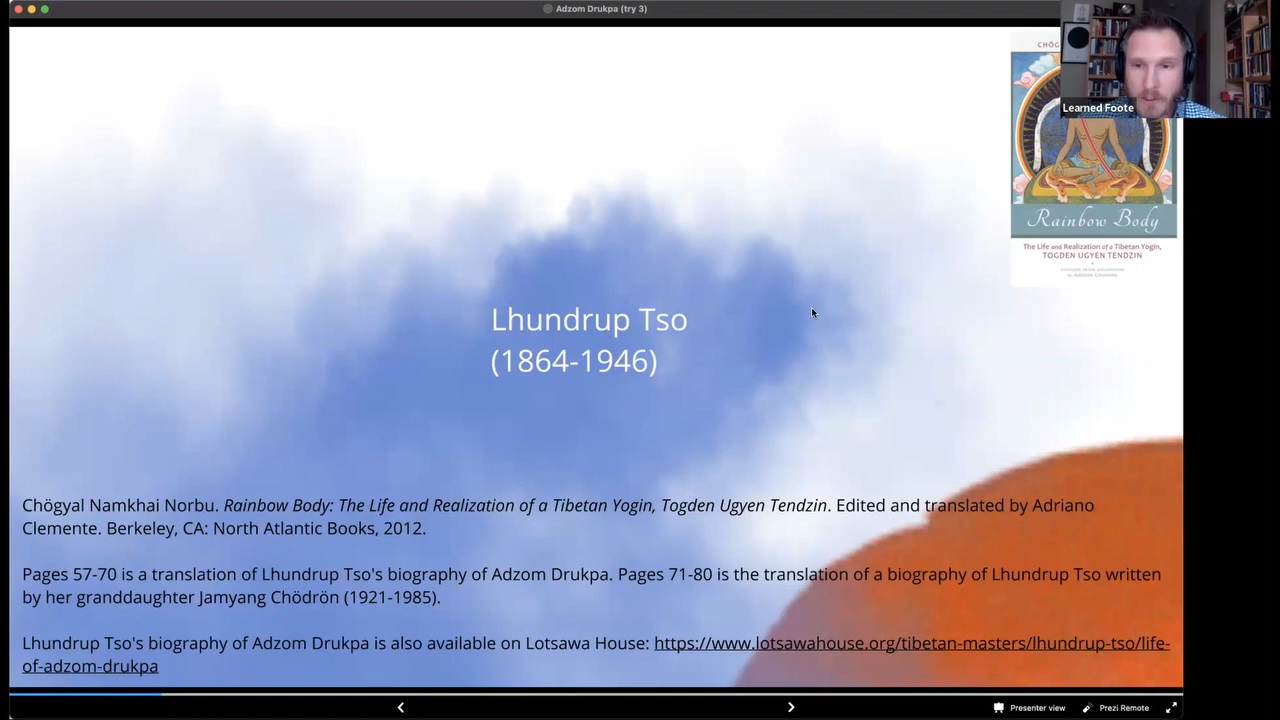 Adzom Drukpa (try 3)
CHÖG
Learned Foote
Rainbow Body
The Life and Realization of a Tibetan Yogin,
TOGDEN UGYEN TENDZIN
Lhundrup Tso
(1864-1946)
Chögyal Namkhai Norbu. Rainbow Body: The Life and Realization of a Tibetan Yogin, Togden Ugyen Tendzin. Edited and translated by Adriano
Clemente. Berkeley, CA: North Atlantic Books, 2012.
Pages 57-70 is a translation of Lhundrup Tso's biography of Adzom Drukpa. Pages 71-80 is the translation of a biography of Lhundrup Tso written
by her granddaughter Jamyang Chödrön (1921-1985).
Lhundrup Tso's biography of Adzom Drukpa is also available on Lotsawa House: https://www.lotsawahouse.org/tibetan-masters/lhundrup-tso/life-
of-adzom-drukpa
Presenter view
Prezi Remote